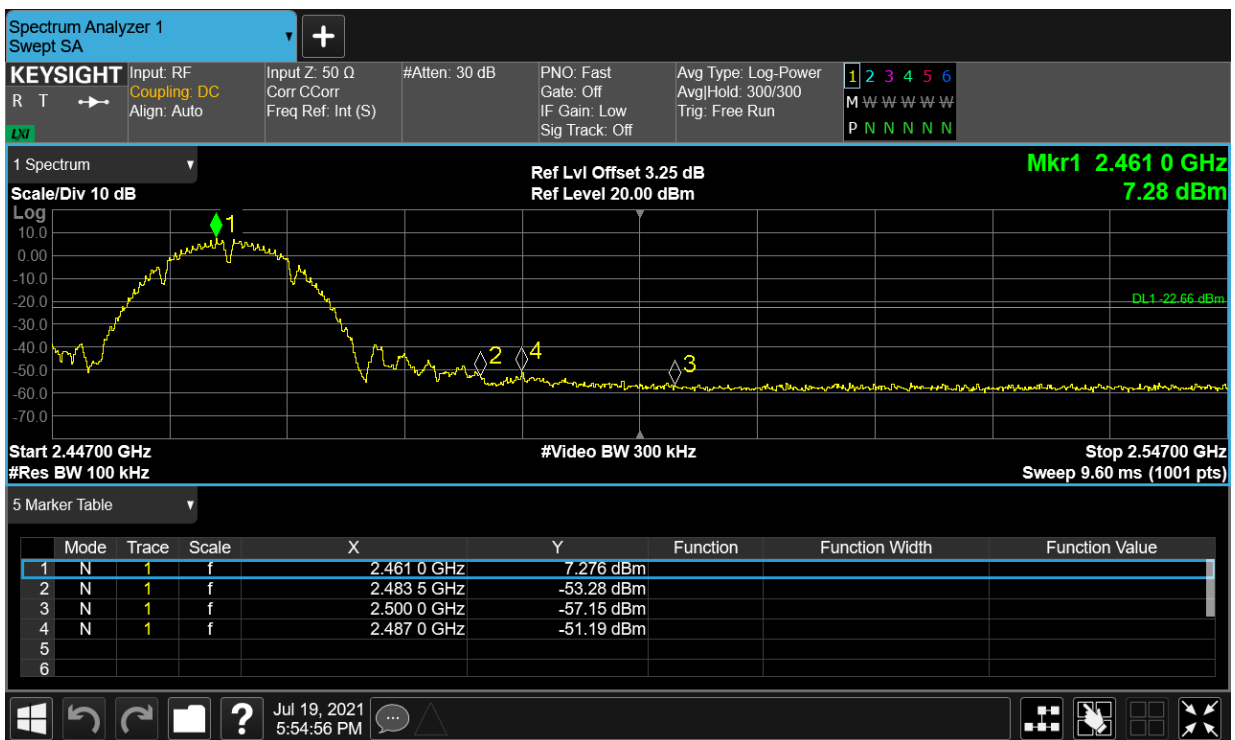 Spectrum Analyzer 1
Swept SA
+
KEYSIGHT Input: RF Input Z: 50 Ω #Atten: 30 dB PNO: Fast Avg Type: Log-Power 1 2 3 4 5 6
R T Coupling: DC Corr CCorr Gate: Off Avg|Hold: 300/300 M W W W W W
Align: Auto Freq Ref: Int (S) IF Gain: Low Trig: Free Run
LXI Sig Track: Off P N N N N N
1 Spectrum Ref Lvl Offset 3.25 dB Mkr1 2.461 0 GHz
Scale/Div 10 dB Ref Level 20.00 dBm 7.28 dBm
Log
1
10.0
0.00
-10.0
-20.0 DL1 -22.66 dBm
-30.0
-40.0 2 4
-50.0 3
-60.0
-70.0
Start 2.44700 GHz #Video BW 300 kHz Stop 2.54700 GHz
#Res BW 100 kHz Sweep 9.60 ms (1001 pts)
5 Marker Table
Mode Trace Scale X Y Function Function Width Function Value
1 N 1 f 2.461 0 GHz 7.276 dBm
2 N 1 f 2.483 5 GHz -53.28 dBm
3 N 1 f 2.500 0 GHz -57.15 dBm
4 N 1 f 2.487 0 GHz -51.19 dBm
5
6
? Jul 19, 2021
5:54:56 PM